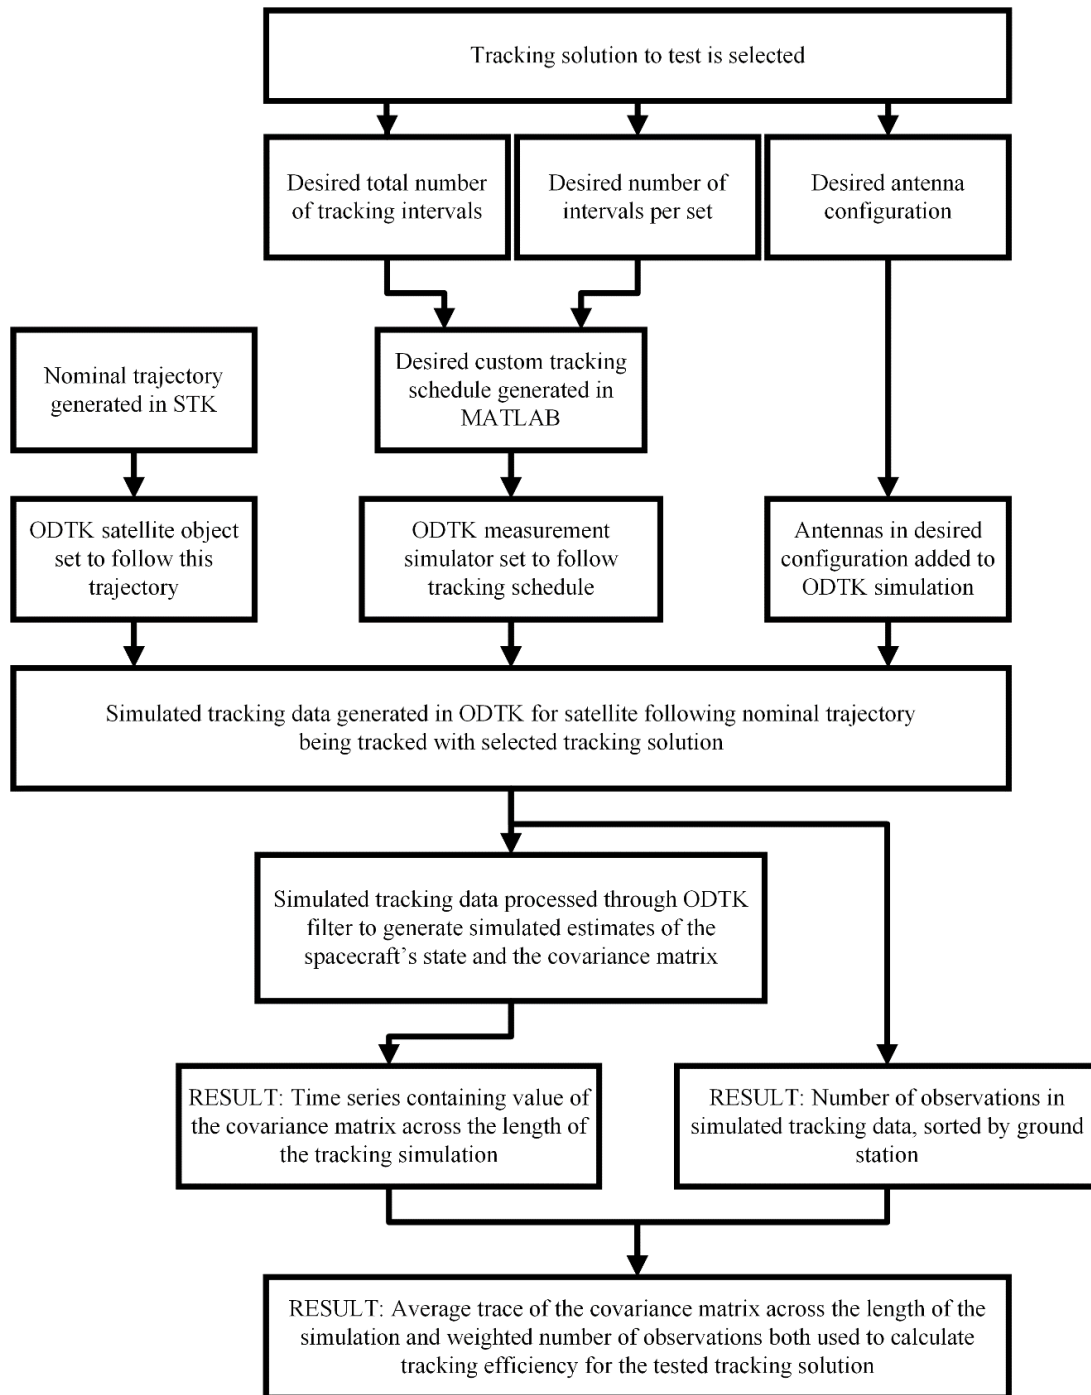 Tracking solution to test is selected
Desired total number
of tracking intervals
Desired number of
intervals per set
Desired antenna
configuration
Nominal trajectory
generated in STK
Desired custom tracking
schedule generated in
MATLAB
ODTK satellite object
set to follow this
trajectory
ODTK measurement
simulator set to follow
tracking schedule
Antennas in desired
configuration added to
ODTK simulation
Simulated tracking data generated in ODTK for satellite following nominal trajectory
being tracked with selected tracking solution
Simulated tracking data processed through ODTK
filter to generate simulated estimates of the
spacecraft’s state and the covariance matrix
RESULT: Time series containing value of
the covariance matrix across the length of
the tracking simulation
RESULT: Number of observations in
simulated tracking data, sorted by ground
station
RESULT: Average trace of the covariance matrix across the length of the
simulation and weighted number of observations both used to calculate
tracking efficiency for the tested tracking solution